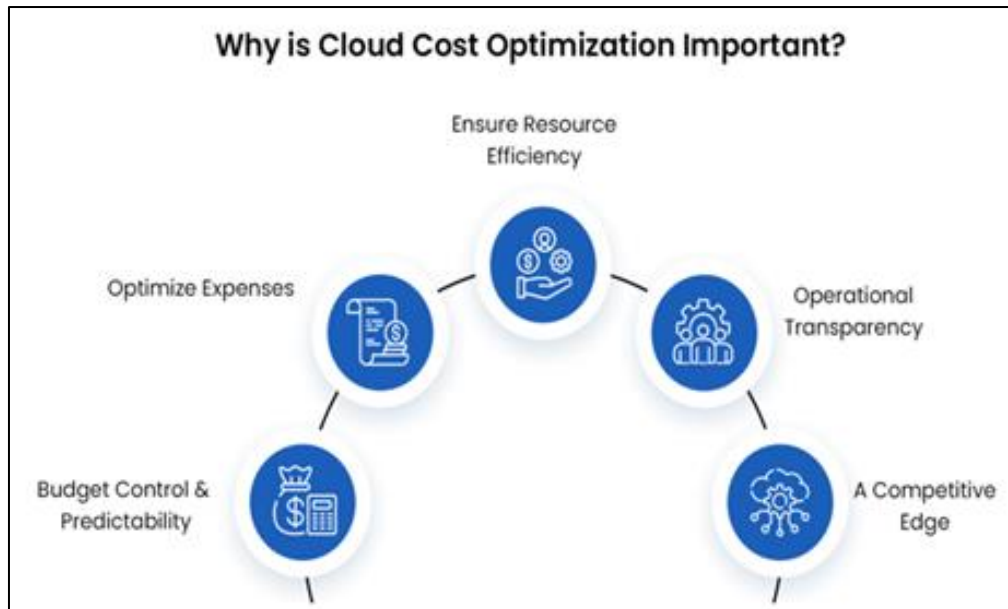 Why is Cloud Cost Optimization Important?
Ensure Resource
Efficiency
Optimize Expenses
Operational
Transparency
Budget Control &
Predictability
A Competitive
Edge